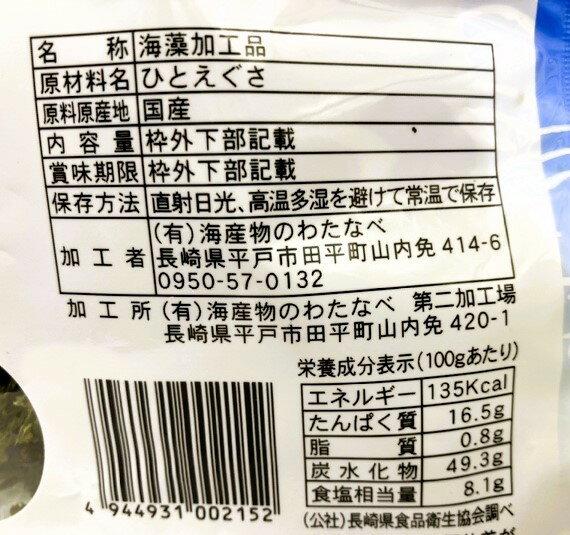 名称 海藻加工品
原材料名 ひとえぐさ
原料原産地 国産
内容量 枠外下部記載
賞味期限 枠外下部記載
保存方法 直射日光、高温多湿を避けて常温で保存
加工者 (有)海産物のわたなべ
長崎県平戸市田平町山内免 414-6
0950-57-0132
加工所 (有)海産物のわたなべ 第二加工場
長崎県平戸市田平町山内免 420-1
栄養成分表示(100gあたり)
エネルギー 135Kcal
たんぱく質 16.5g
脂質 0.8g
炭水化物 49.3g
食塩相当量 8.1g
(公社)長崎県食品衛生協会調べ
4 944931 002152